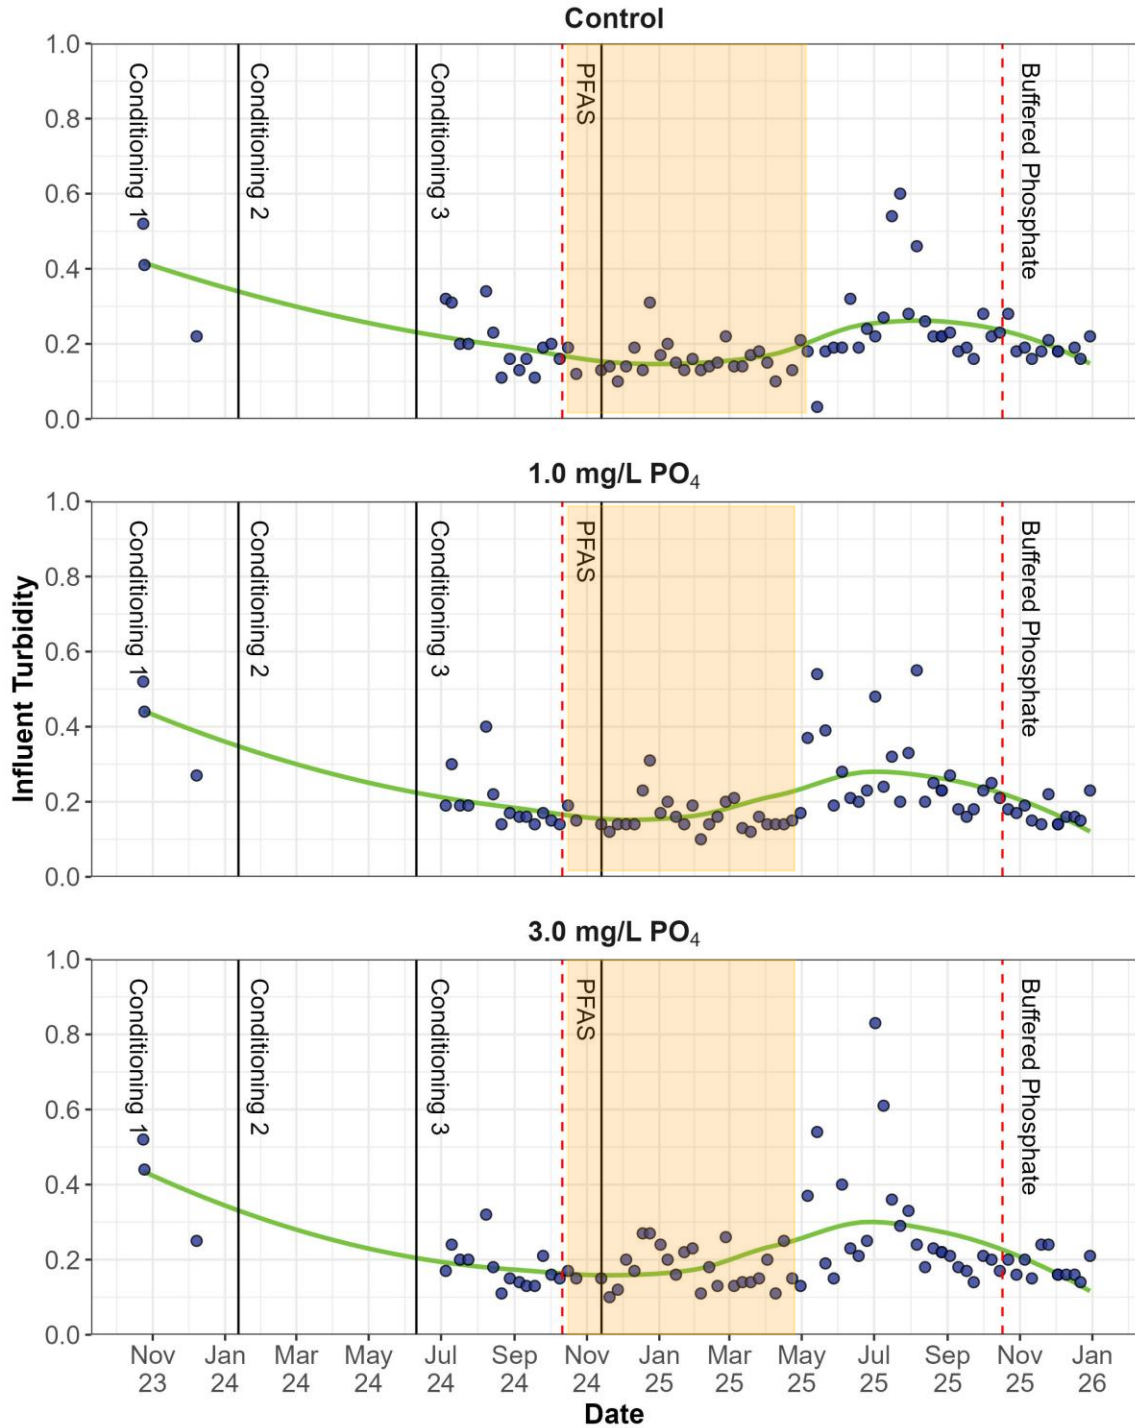 Control
1.0
0.8
0.6
0.4
0.2
0.0
Conditioning 1
Conditioning 2
Conditioning 3
PFAS
Buffered Phosphate
1.0 mg/L PO₄
1.0
0.8
0.6
0.4
0.2
0.0
Conditioning 1
Conditioning 2
Conditioning 3
PFAS
Buffered Phosphate
Influent Turbidity
3.0 mg/L PO₄
1.0
0.8
0.6
0.4
0.2
0.0
Conditioning 1
Conditioning 2
Conditioning 3
PFAS
Buffered Phosphate
Nov Jan Mar May Jul Sep Nov Jan Mar May Jul Sep Nov Jan
23 24 24 24 24 24 24 25 25 25 25 25 25 26
Date